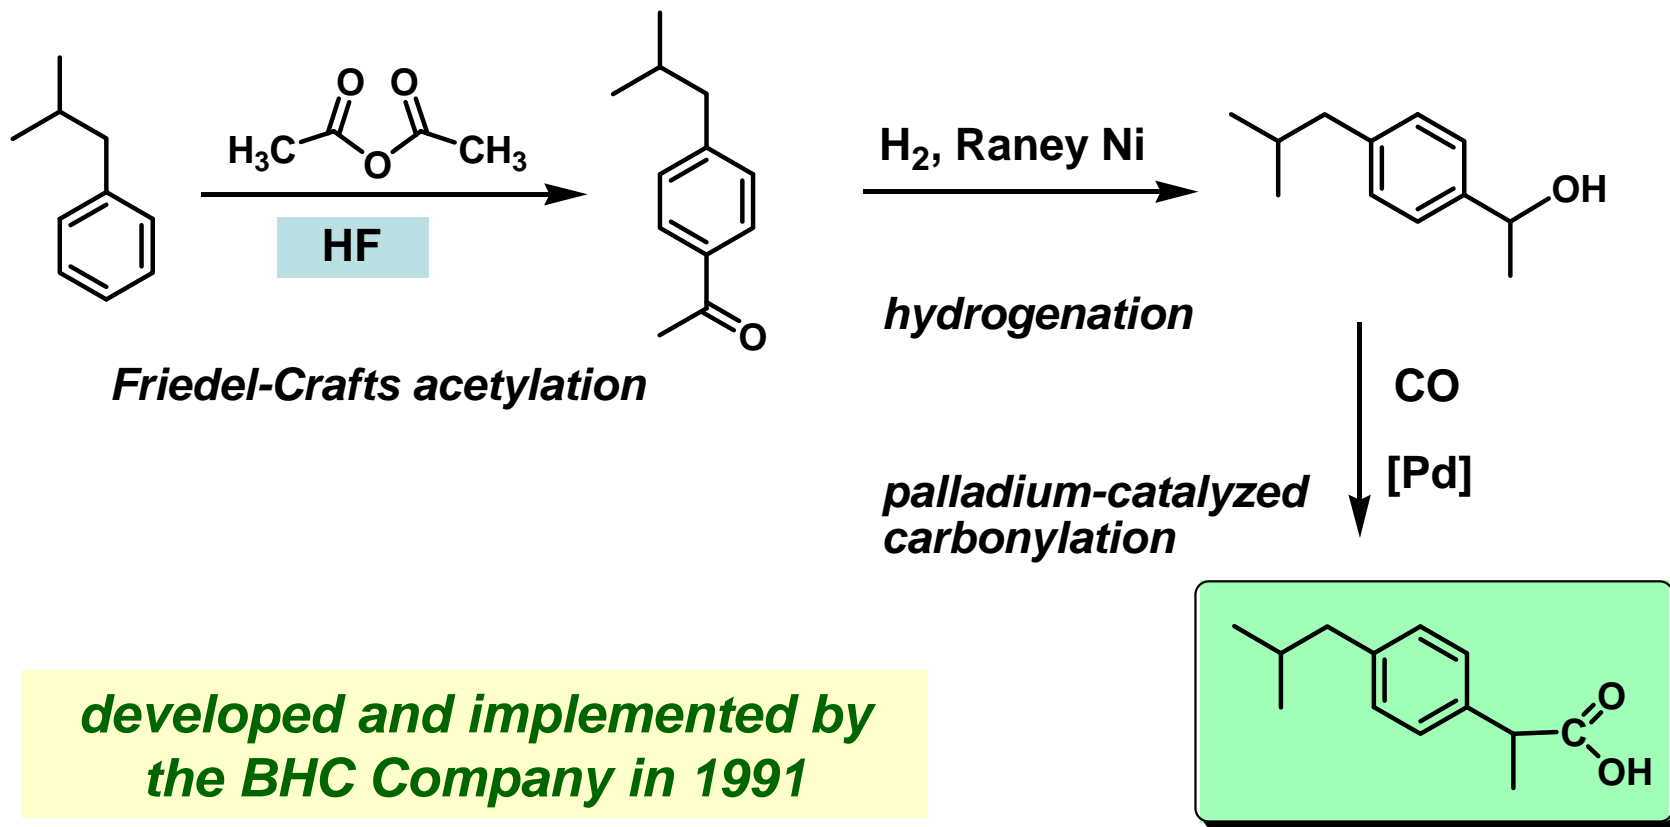 O O
H3C O CH3
HF
Friedel-Crafts acetylation
O
H2, Raney Ni
hydrogenation
OH
CO
[Pd]
palladium-catalyzed
carbonylation
developed and implemented by
the BHC Company in 1991
O
C
OH